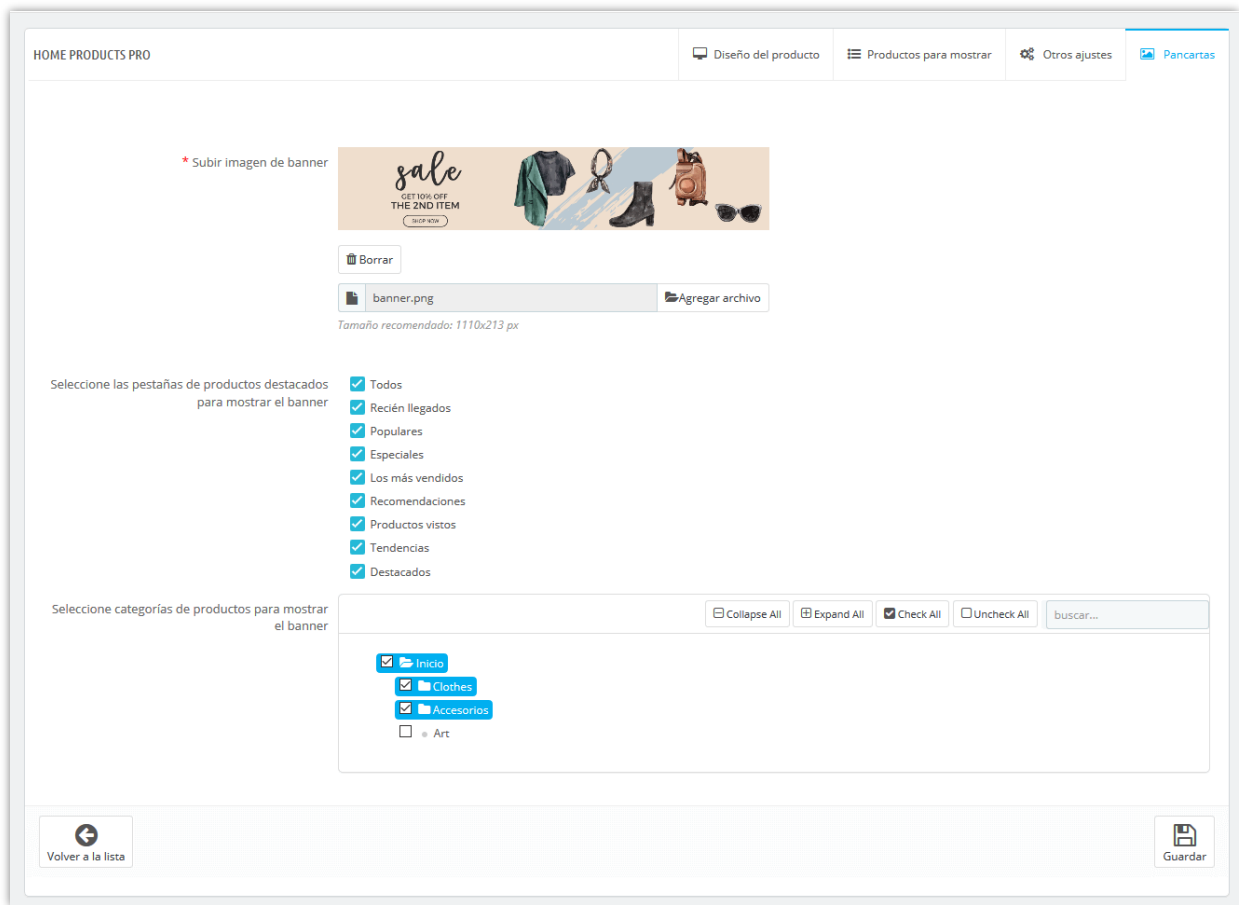 HOME PRODUCTS PRO
Diseño del producto
Productos para mostrar
Otros ajustes
Pancartas
* Subir imagen de banner
sale
GET 10% OFF
THE 2ND ITEM
SHOP NOW
Borrar
banner.png
Agregar archivo
Tamaño recomendado: 1110x213 px
Seleccione las pestañas de productos destacados
para mostrar el banner
Todos
Recién llegados
Populares
Especiales
Los más vendidos
Recomendaciones
Productos vistos
Tendencias
Destacados
Seleccione categorías de productos para mostrar
el banner
Collapse All
Expand All
Check All
Uncheck All
buscar...
Inicio
Clothes
Accesorios
Art
Volver a la lista
Guardar